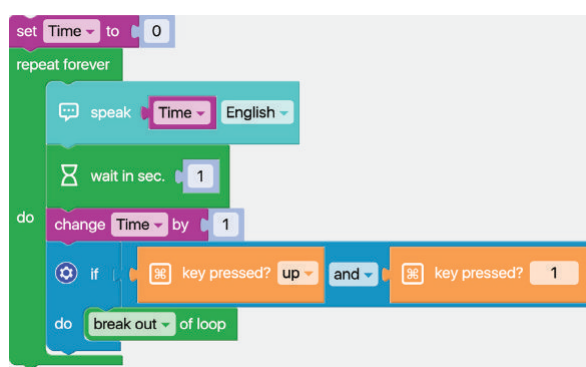 set Time to 0
repeat forever
speak Time English
wait in sec. 1
do change Time by 1
if key pressed? up and key pressed? 1
do break out of loop